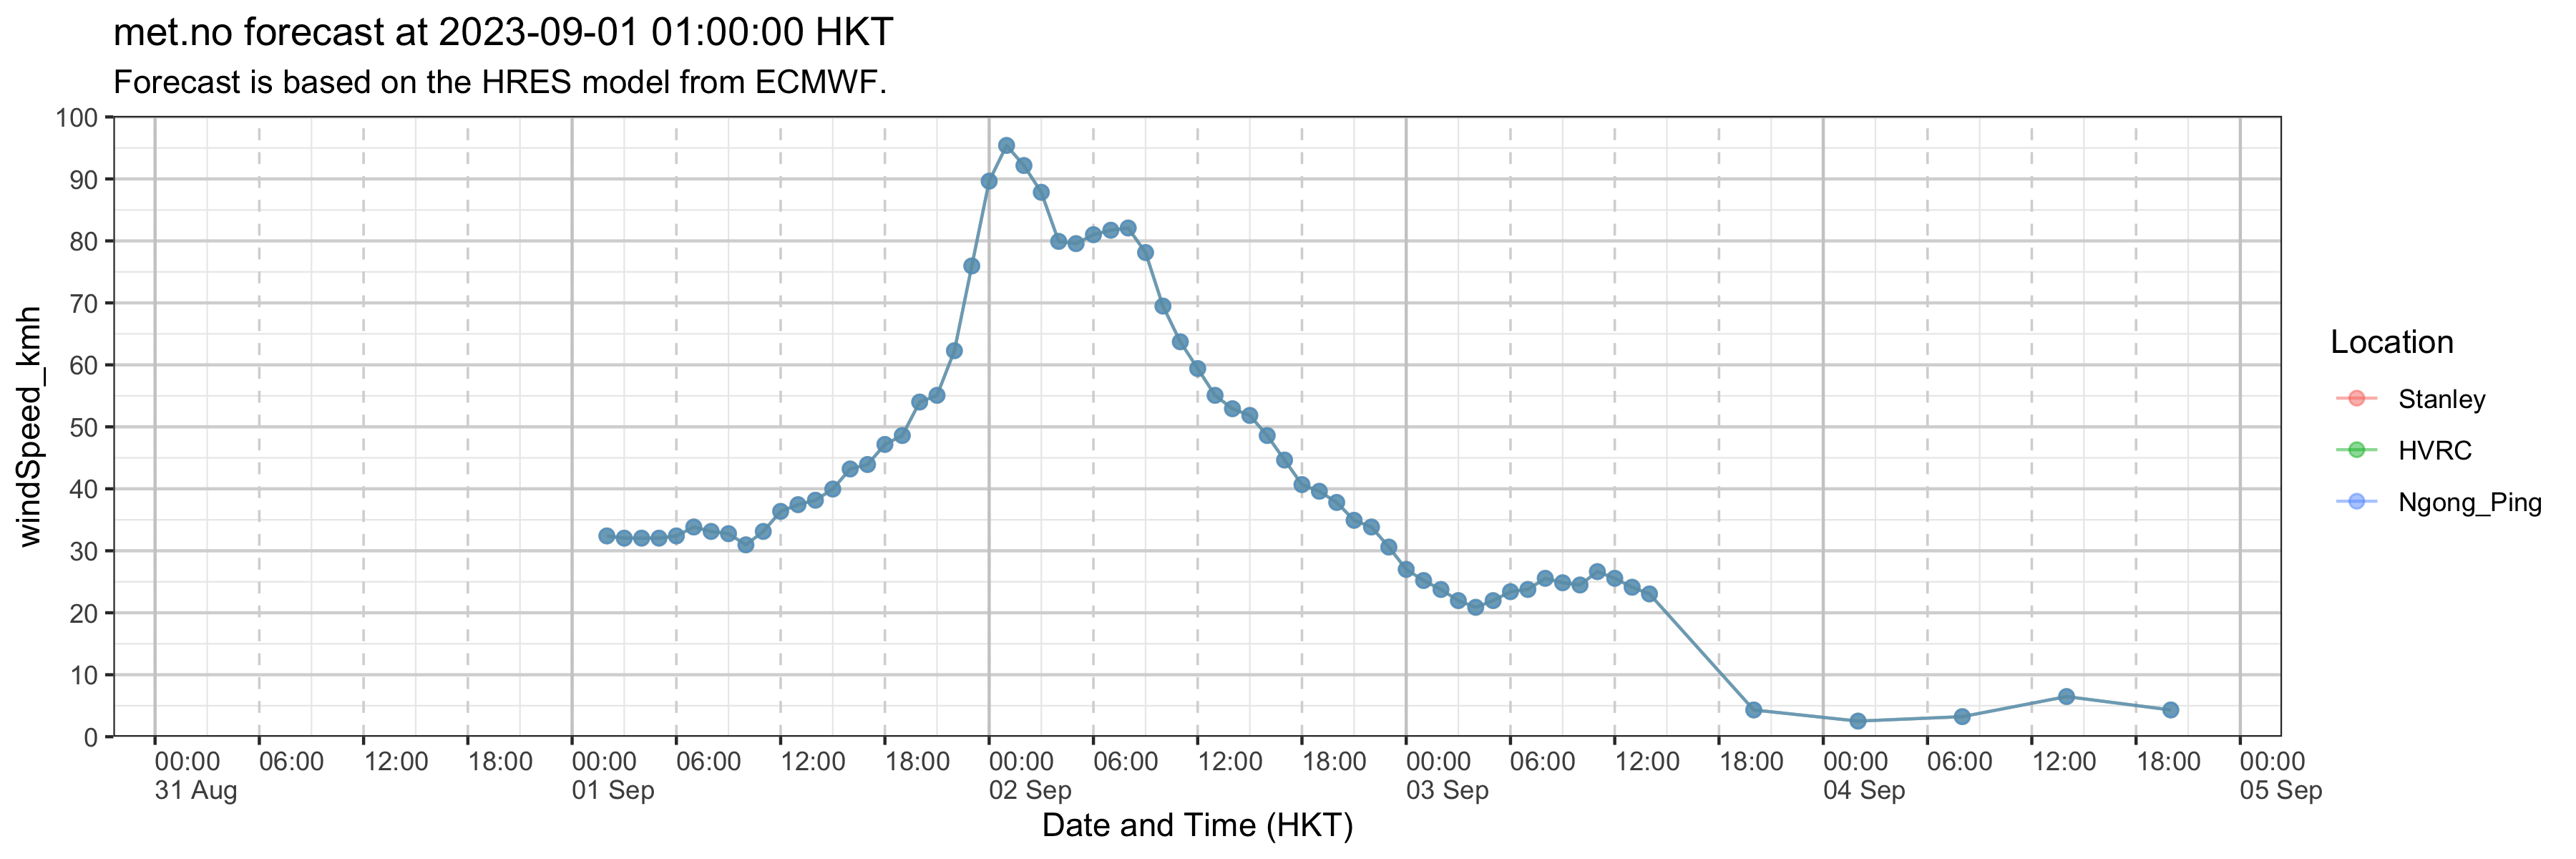 met.no forecast at 2023-09-01 01:00:00 HKT
Forecast is based on the HRES model from ECMWF.
windSpeed_kmh
100
90
80
70
60
50
40
30
20
10
0
00:00 06:00 12:00 18:00 00:00 06:00 12:00 18:00 00:00 06:00 12:00 18:00 00:00 06:00 12:00 18:00 00:00 06:00 12:00 18:00 00:00
31 Aug 01 Sep 02 Sep 03 Sep 04 Sep 05 Sep
Date and Time (HKT)
Location
Stanley
HVRC
Ngong_Ping